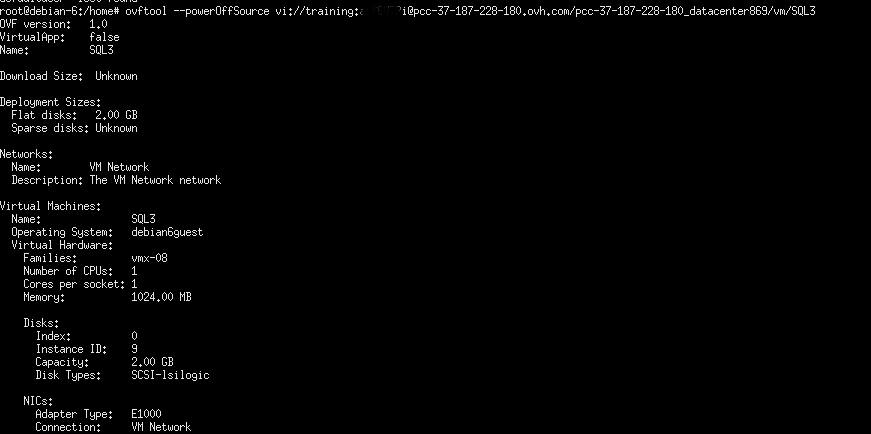 root@debian-6:/home# ovftool --powerOffSource vi://training: i@pcc-37-187-228-180.ovh.com/pcc-37-187-228-180_datacenter869/vm/SQL3
OVF version:   1.0
VirtualApp:    false
Name:          SQL3
Download Size:  Unknown
Deployment Sizes:
  Flat disks:   2.00 GB
  Sparse disks: Unknown
Networks:
  Name:        VM Network
  Description: The VM Network network
Virtual Machines:
  Name:               SQL3
  Operating System:   debian6guest
  Virtual Hardware:
    Families:         vmx-08
    Number of CPUs:   1
    Cores per socket: 1
    Memory:           1024.00 MB
    Disks:
      Index:          0
      Instance ID:    9
      Capacity:       2.00 GB
      Disk Types:     SCSI-lsilogic
    NICs:
      Adapter Type:   E1000
      Connection:     VM Network